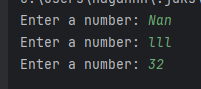 Enter a number: Nan
Enter a number: lll
Enter a number: 32